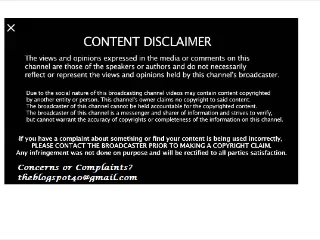 CONTENT DISCLAIMER
The views and opinions expressed in the media or comments on this
channel are those of the speakers or authors and do not necessarily
reflect or represent the views and opinions held by this channel's broadcaster.
Due to the social nature of this broadcasting channel videos may contain content copyrighted
by another entity or person. This channel's owner claims no copyright to said content.
The broadcaster of this channel cannot be held accountable for the copyrighted content.
The broadcaster of this channel is a messenger and sharer of information and strives to verify,
but cannot warrant the accuracy of copyrights or completeness of the information on this channel.
If you have a complaint about something or find your content is being used incorrectly,
PLEASE CONTACT THE BROADCASTER PRIOR TO MAKING A COPYRIGHT CLAIM.
Any infringement was not done on purpose and will be rectified to all parties satisfaction.
Concerns or Complaints?
theblogspot40@gmail.com